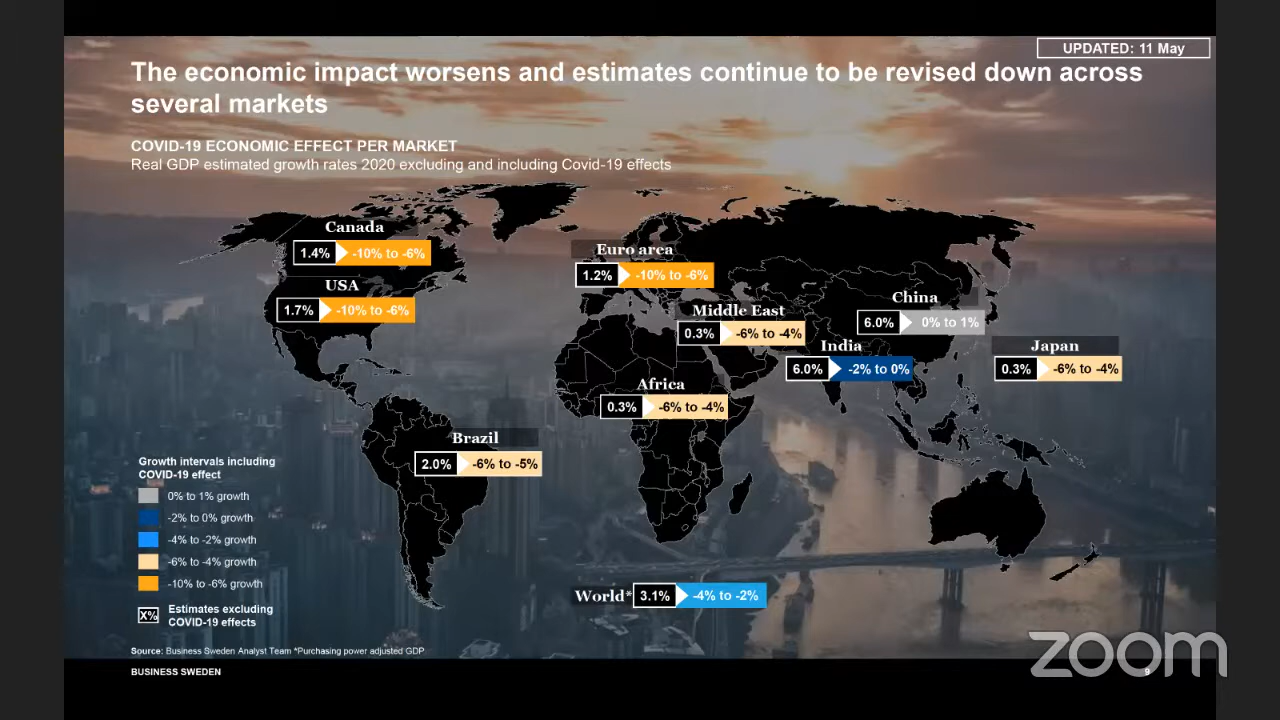 UPDATED: 11 May
The economic impact worsens and estimates continue to be revised down across
several markets
COVID-19 ECONOMIC EFFECT PER MARKET
Real GDP estimated growth rates 2020 excluding and including Covid-19 effects
Canada
1.4% -10% to -6%
USA
1.7% -10% to -6%
Euro area
1.2% -10% to -6%
Middle East
0.3% -6% to -4%
China
6.0% 0% to 1%
India
6.0% -2% to 0%
Japan
0.3% -6% to -4%
Africa
0.3% -6% to -4%
Brazil
2.0% -6% to -5%
Growth intervals including
COVID-19 effect
0% to 1% growth
-2% to 0% growth
-4% to -2% growth
-6% to -4% growth
-10% to -6% growth
X% Estimates excluding
COVID-19 effects
World* 3.1% -4% to -2%
Source: Business Sweden Analyst Team *Purchasing power adjusted GDP
BUSINESS SWEDEN
zoom
9